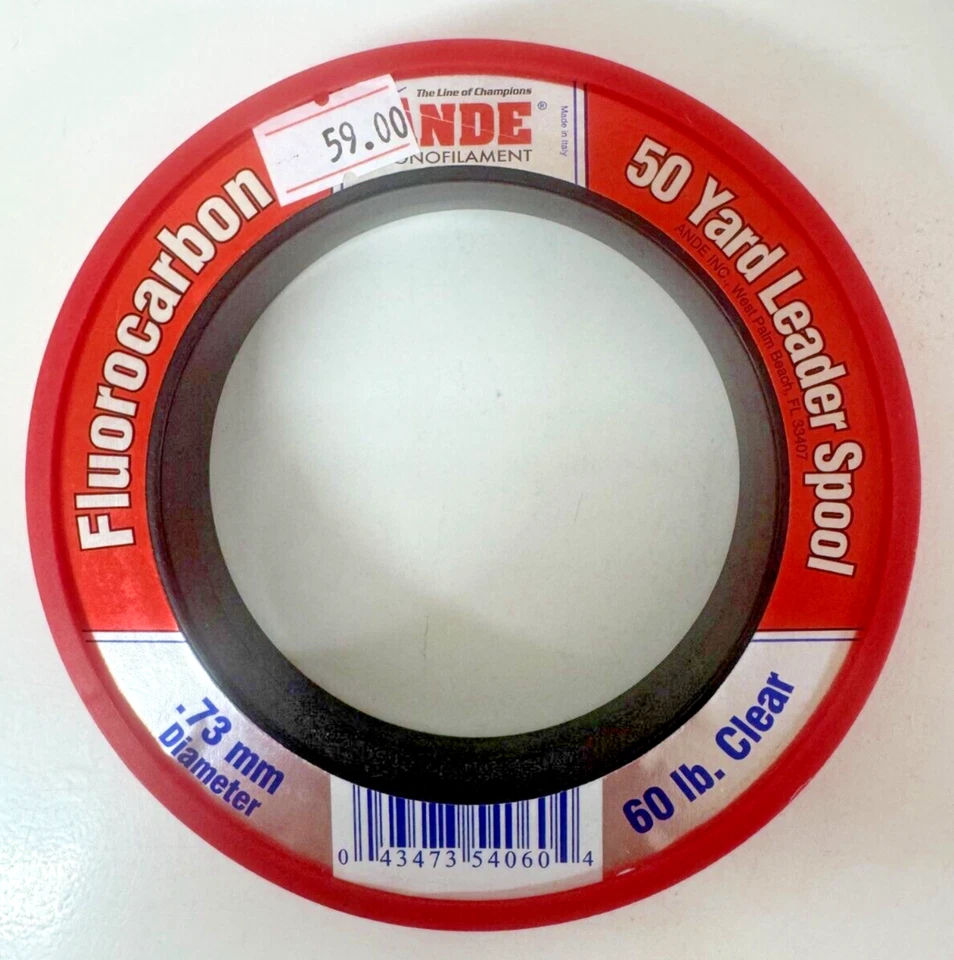 The Line of Champions
59.00
ANDE®
ONOFILAMENT
Made in Italy
Fluorocarbon
50 Yard Leader Spool
ANDE INC., West Palm Beach, FL 33407
.73 mm
Diameter
60 lb. Clear
0 43473 54060 4